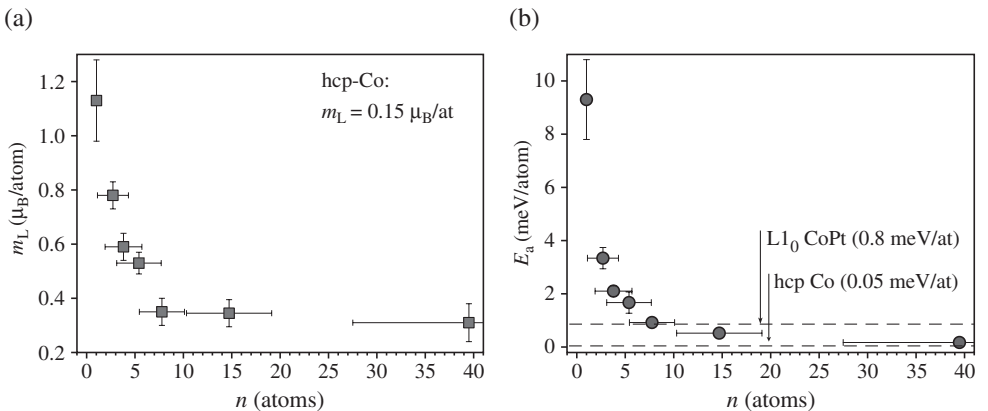 (a)
1.2
1.0
0.8
0.6
0.4
0.2
m_L (μ_B/atom)
hcp-Co:
m_L = 0.15 μ_B/at
0 5 10 15 20 25 30 35 40
n (atoms)
(b)
10
8
6
4
2
0
E_a (meV/atom)
L1_0 CoPt (0.8 meV/at)
hcp Co (0.05 meV/at)
0 5 10 15 20 25 30 35 40
n (atoms)